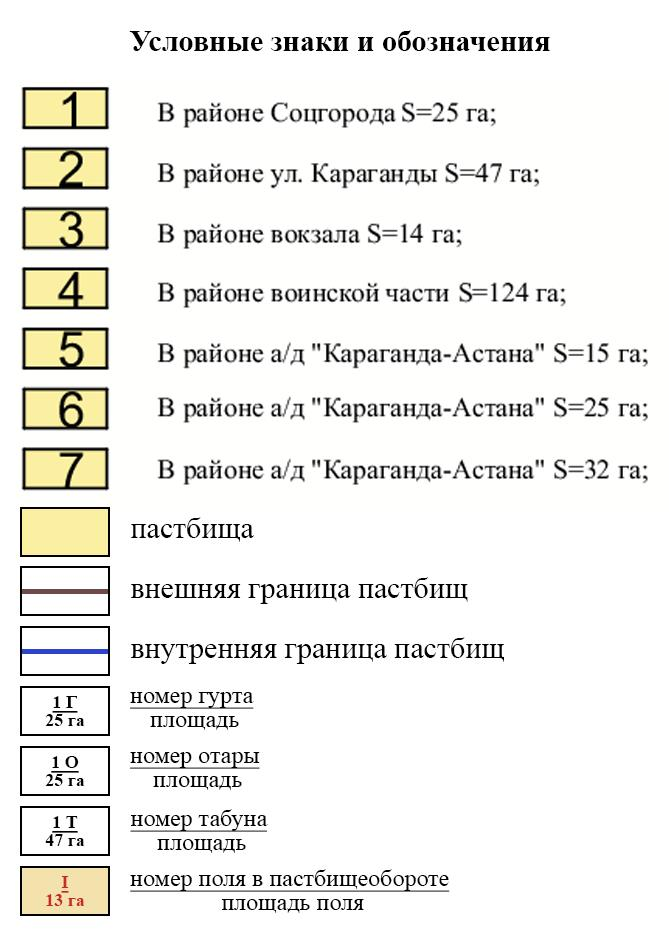 Условные знаки и обозначения
1 В районе Соцгорода S=25 га;
2 В районе ул. Караганды S=47 га;
3 В районе вокзала S=14 га;
4 В районе воинской части S=124 га;
5 В районе а/д "Караганда-Астана" S=15 га;
6 В районе а/д "Караганда-Астана" S=25 га;
7 В районе а/д "Караганда-Астана" S=32 га;
пастбища
внешняя граница пастбищ
внутренняя граница пастбищ
1 Г номер гурта
25 га площадь
1 О номер отары
25 га площадь
1 Т номер табуна
47 га площадь
I номер поля в пастбищеобороте
13 га площадь поля